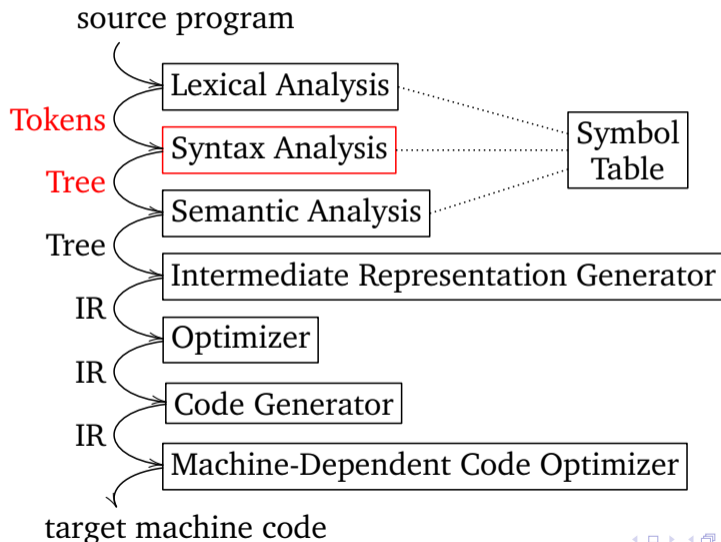 source program
Lexical Analysis
Tokens
Syntax Analysis
Symbol
Table
Tree
Semantic Analysis
Tree
Intermediate Representation Generator
IR
Optimizer
IR
Code Generator
IR
Machine-Dependent Code Optimizer
target machine code